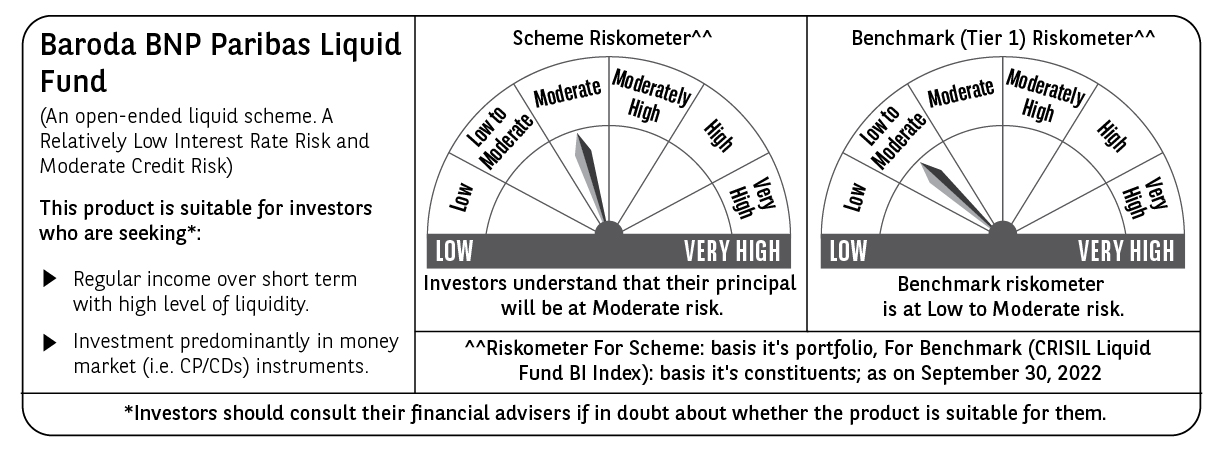 Baroda BNP Paribas Liquid
Fund
(An open-ended liquid scheme. A
Relatively Low Interest Rate Risk and
Moderate Credit Risk)
This product is suitable for investors
who are seeking*:
Regular income over short term
with high level of liquidity.
Investment predominantly in money
market (i.e. CP/CDs) instruments.
Scheme Riskometer^^
Low
Low to
Moderate
Moderate
Moderately
High
High
Very
High
LOW
VERY HIGH
Investors understand that their principal
will be at Moderate risk.
Benchmark (Tier 1) Riskometer^^
Low
Low to
Moderate
Moderate
Moderately
High
High
Very
High
LOW
VERY HIGH
Benchmark riskometer
is at Low to Moderate risk.
^^Riskometer For Scheme: basis it's portfolio, For Benchmark (CRISIL Liquid
Fund BI Index): basis it's constituents; as on September 30, 2022
*Investors should consult their financial advisers if in doubt about whether the product is suitable for them.